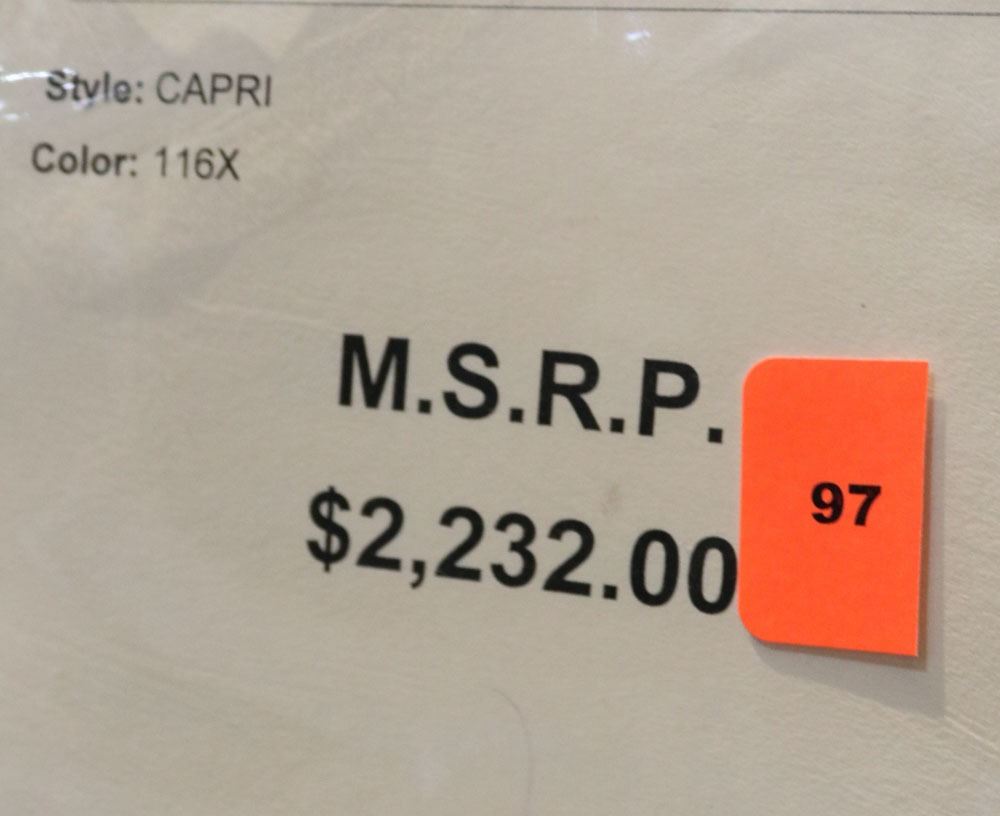 Style: CAPRI
Color: 116X
M.S.R.P.
$2,232.00
97